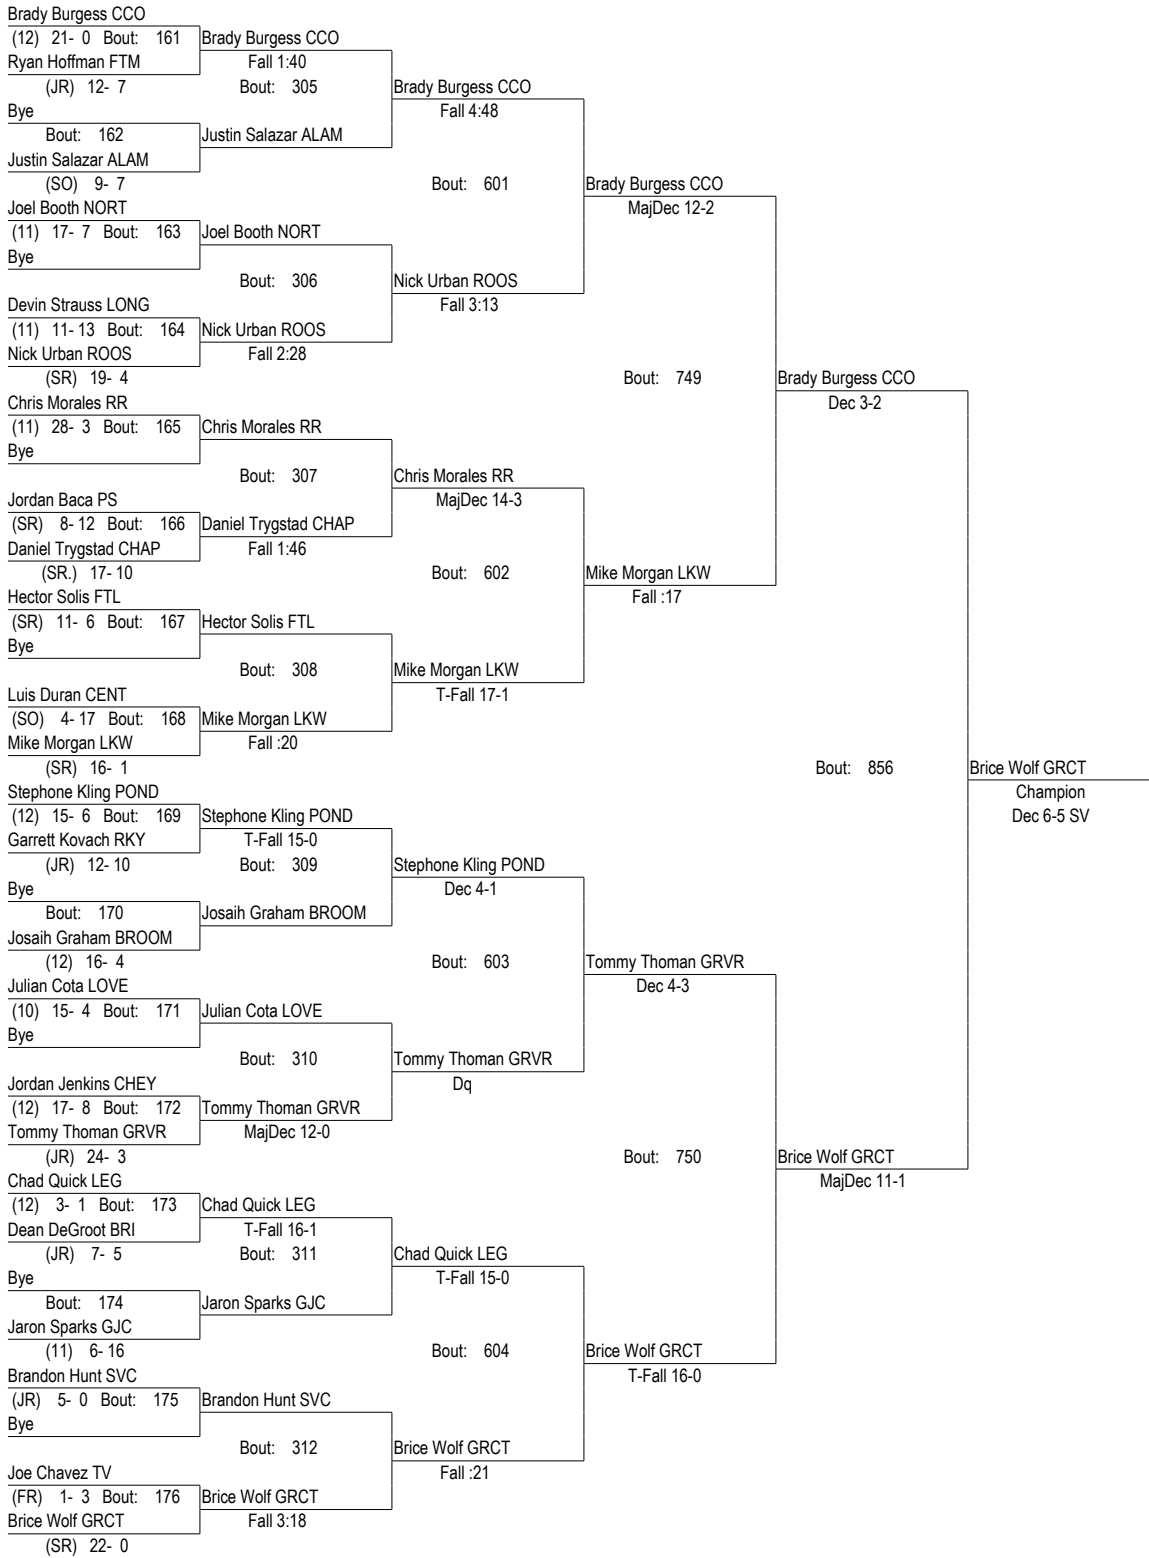 Brady Burgess CCO
(12) 21- 0 Bout: 161 Brady Burgess CCO
Ryan Hoffman FTM Fall 1:40
(JR) 12- 7 Bout: 305 Brady Burgess CCO
Bye Fall 4:48
Bout: 162 Justin Salazar ALAM
Justin Salazar ALAM
(SO) 9- 7 Bout: 601 Brady Burgess CCO
Joel Booth NORT MajDec 12-2
(11) 17- 7 Bout: 163 Joel Booth NORT
Bye
Bout: 306 Nick Urban ROOS
Devin Strauss LONG Fall 3:13
(11) 11- 13 Bout: 164 Nick Urban ROOS
Nick Urban ROOS Fall 2:28
(SR) 19- 4 Bout: 749 Brady Burgess CCO
Chris Morales RR Dec 3-2
(11) 28- 3 Bout: 165 Chris Morales RR
Bye
Bout: 307 Chris Morales RR
Jordan Baca PS MajDec 14-3
(SR) 8- 12 Bout: 166 Daniel Trygstad CHAP
Daniel Trygstad CHAP Fall 1:46
(SR.) 17- 10 Bout: 602 Mike Morgan LKW
Hector Solis FTL Fall :17
(SR) 11- 6 Bout: 167 Hector Solis FTL
Bye
Bout: 308 Mike Morgan LKW
Luis Duran CENT T-Fall 17-1
(SO) 4- 17 Bout: 168 Mike Morgan LKW
Mike Morgan LKW Fall :20
(SR) 16- 1 Bout: 856 Brice Wolf GRCT
Stephone Kling POND Champion
(12) 15- 6 Bout: 169 Stephone Kling POND Dec 6-5 SV
Garrett Kovach RKY T-Fall 15-0
(JR) 12- 10 Bout: 309 Stephone Kling POND
Bye Dec 4-1
Bout: 170 Josaih Graham BROOM
Josaih Graham BROOM
(12) 16- 4 Bout: 603 Tommy Thoman GRVR
Julian Cota LOVE Dec 4-3
(10) 15- 4 Bout: 171 Julian Cota LOVE
Bye
Bout: 310 Tommy Thoman GRVR
Jordan Jenkins CHEY Dq
(12) 17- 8 Bout: 172 Tommy Thoman GRVR
Tommy Thoman GRVR MajDec 12-0
(JR) 24- 3 Bout: 750 Brice Wolf GRCT
Chad Quick LEG MajDec 11-1
(12) 3- 1 Bout: 173 Chad Quick LEG
Dean DeGroot BRI T-Fall 16-1
(JR) 7- 5 Bout: 311 Chad Quick LEG
Bye T-Fall 15-0
Bout: 174 Jaron Sparks GJC
Jaron Sparks GJC
(11) 6- 16 Bout: 604 Brice Wolf GRCT
Brandon Hunt SVC T-Fall 16-0
(JR) 5- 0 Bout: 175 Brandon Hunt SVC
Bye
Bout: 312 Brice Wolf GRCT
Joe Chavez TV Fall :21
(FR) 1- 3 Bout: 176 Brice Wolf GRCT
Brice Wolf GRCT Fall 3:18
(SR) 22- 0